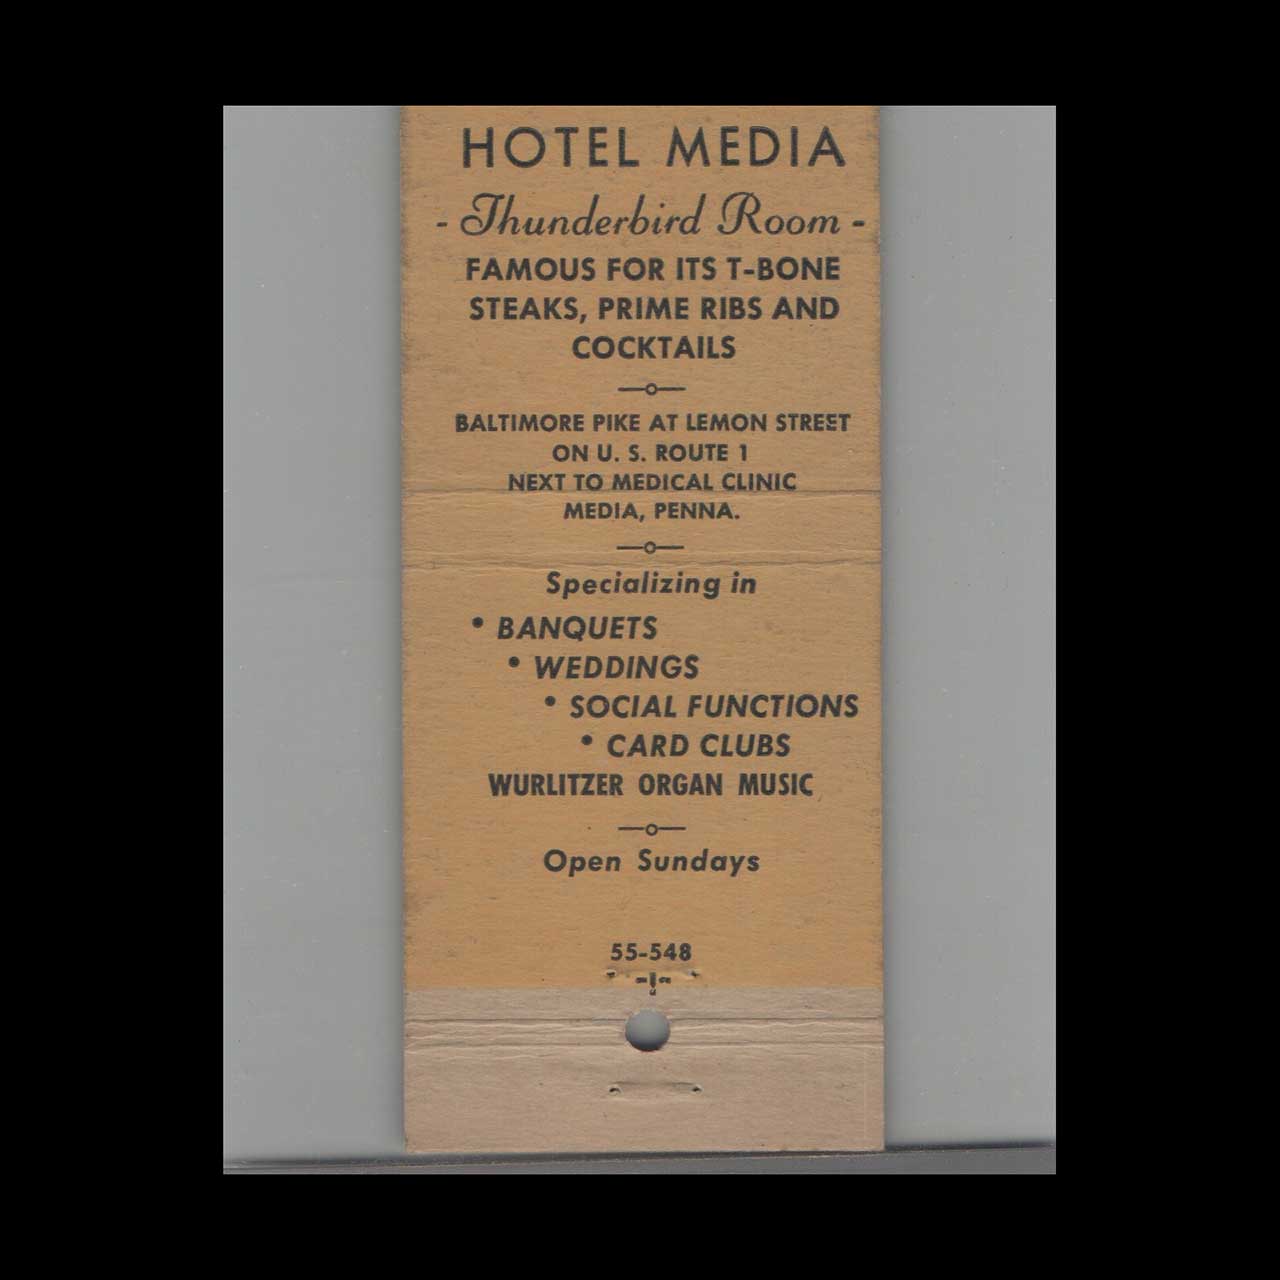 HOTEL MEDIA
- Thunderbird Room -
FAMOUS FOR ITS T-BONE
STEAKS, PRIME RIBS AND
COCKTAILS
BALTIMORE PIKE AT LEMON STREET
ON U. S. ROUTE 1
NEXT TO MEDICAL CLINIC
MEDIA, PENNA.
Specializing in
• BANQUETS
• WEDDINGS
• SOCIAL FUNCTIONS
• CARD CLUBS
WURLITZER ORGAN MUSIC
Open Sundays
55-548